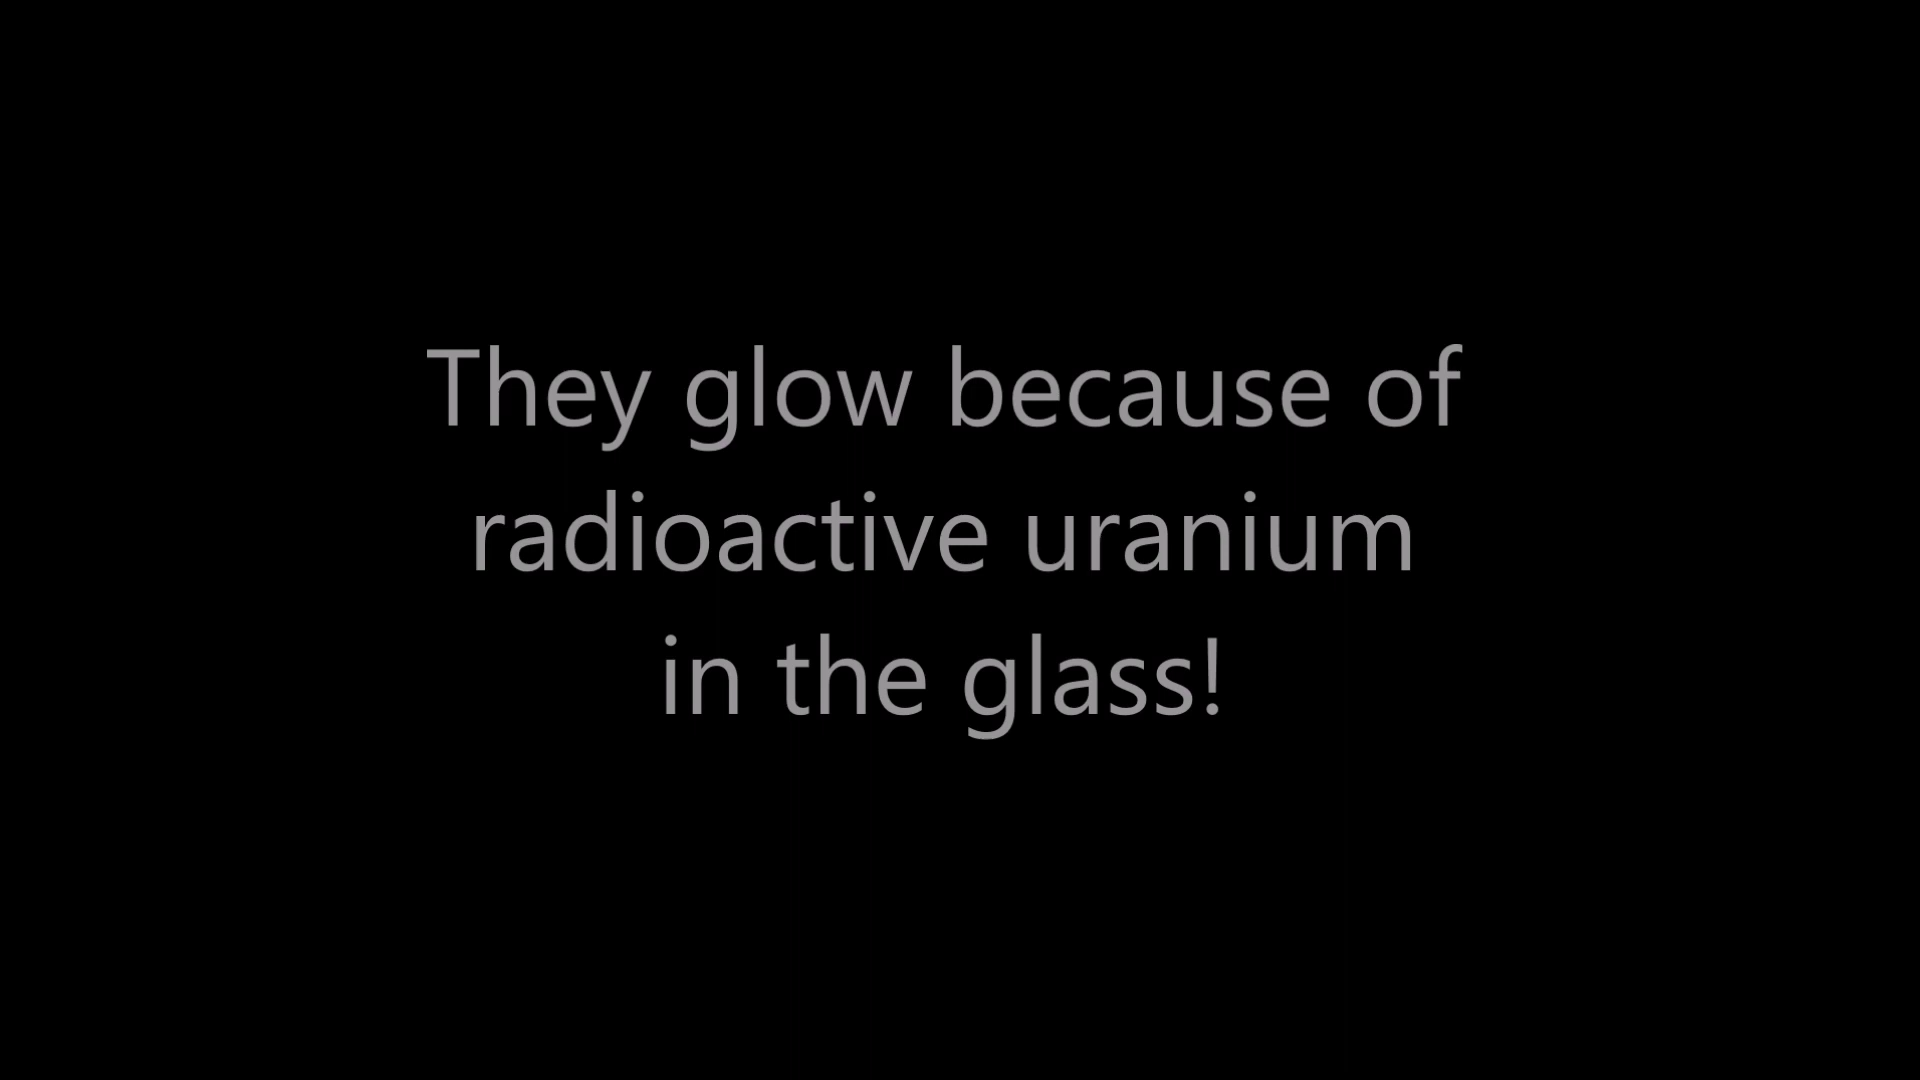 They glow because of
radioactive uranium
in the glass!